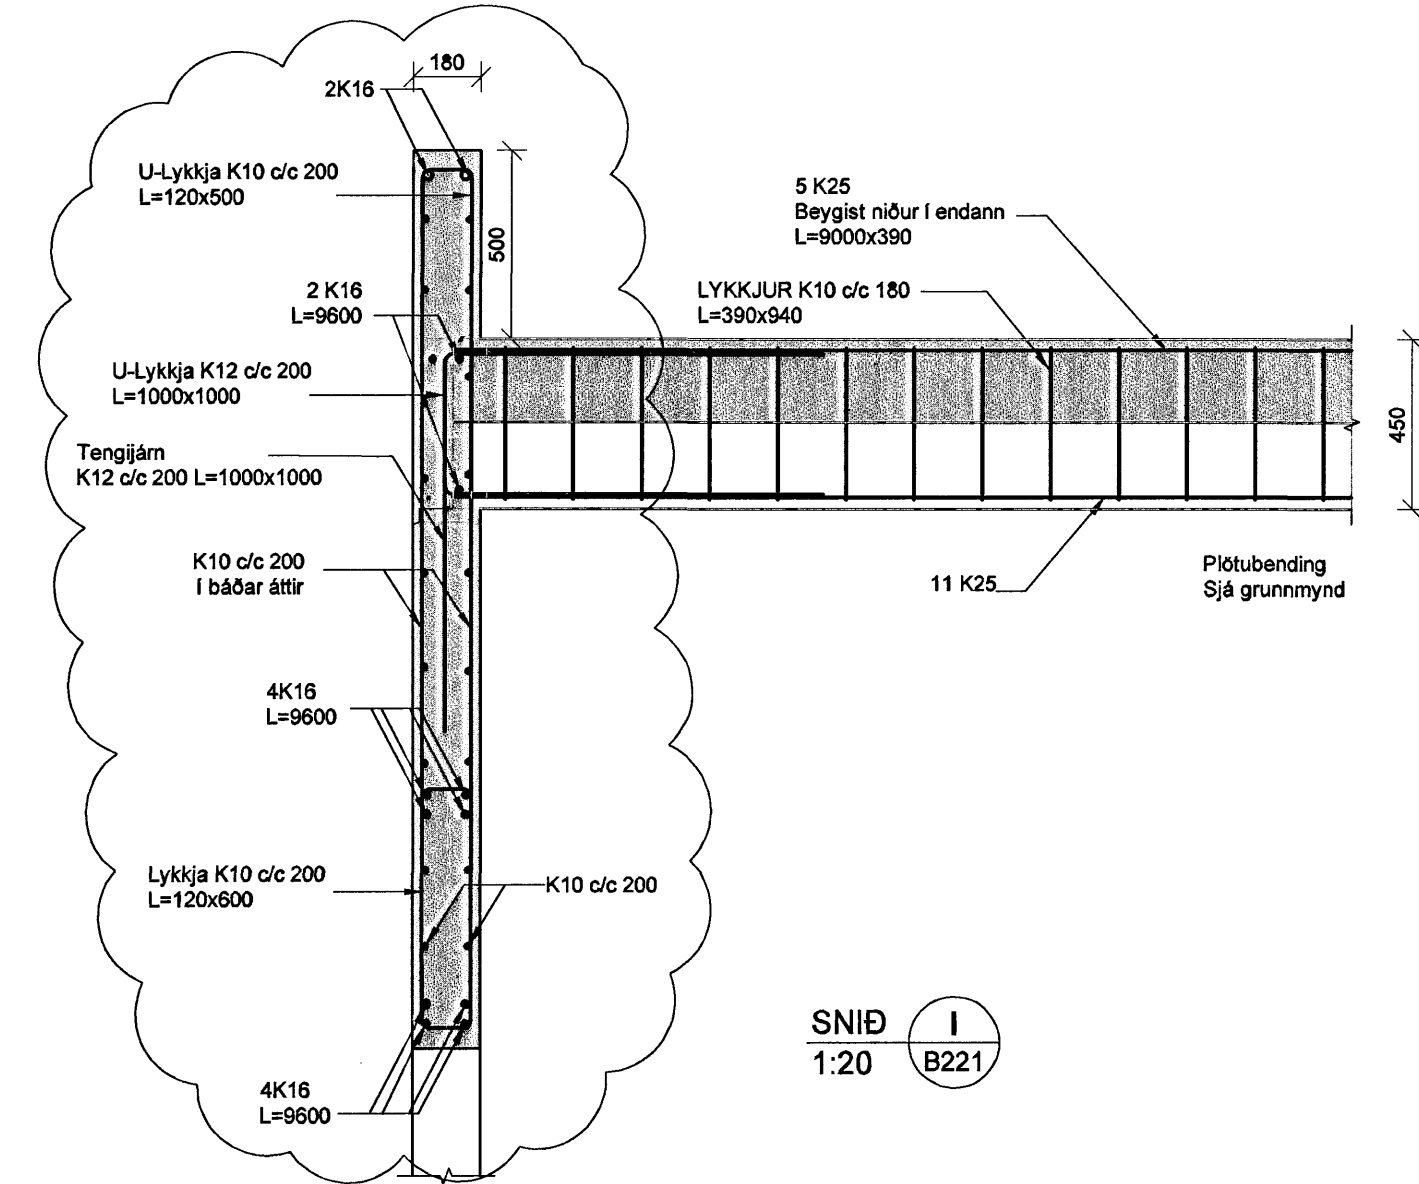 180
2K16
U-Lykkja K10 c/c 200
L=120x500
500
5 K25
Beygist niður í endann
L=9000x390
2 K16
L=9600
LYKKJUR K10 c/c 180
L=390x940
U-Lykkja K12 c/c 200
L=1000x1000
450
Tengijárn
K12 c/c 200 L=1000x1000
K10 c/c 200
Í báðar áttir
11 K25
Plötubending
Sjá grunnmynd
4K16
L=9600
Lykkja K10 c/c 200
L=120x600
K10 c/c 200
SNIÐ
I
1:20
B221
4K16
L=9600